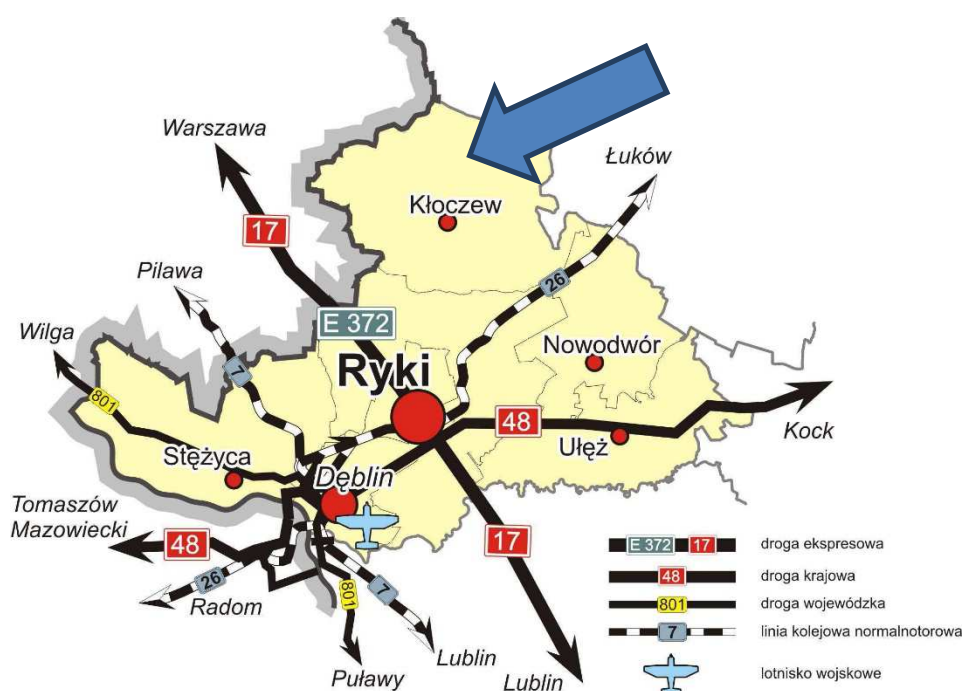 Warszawa
Łuków
Kłoczew
17
Pilawa
26
Wilga
E 372
Nowodwór
7
Ryki
801
48
Kock
Stężyca
Ułęż
Dęblin
Tomaszów
Mazowiecki
48
17
26
Radom
801
7
Puławy
Lublin
Lublin
E 372 17 droga ekspresowa
48 droga krajowa
801 droga wojewódzka
7 linia kolejowa normalnotorowa
lotnisko wojskowe